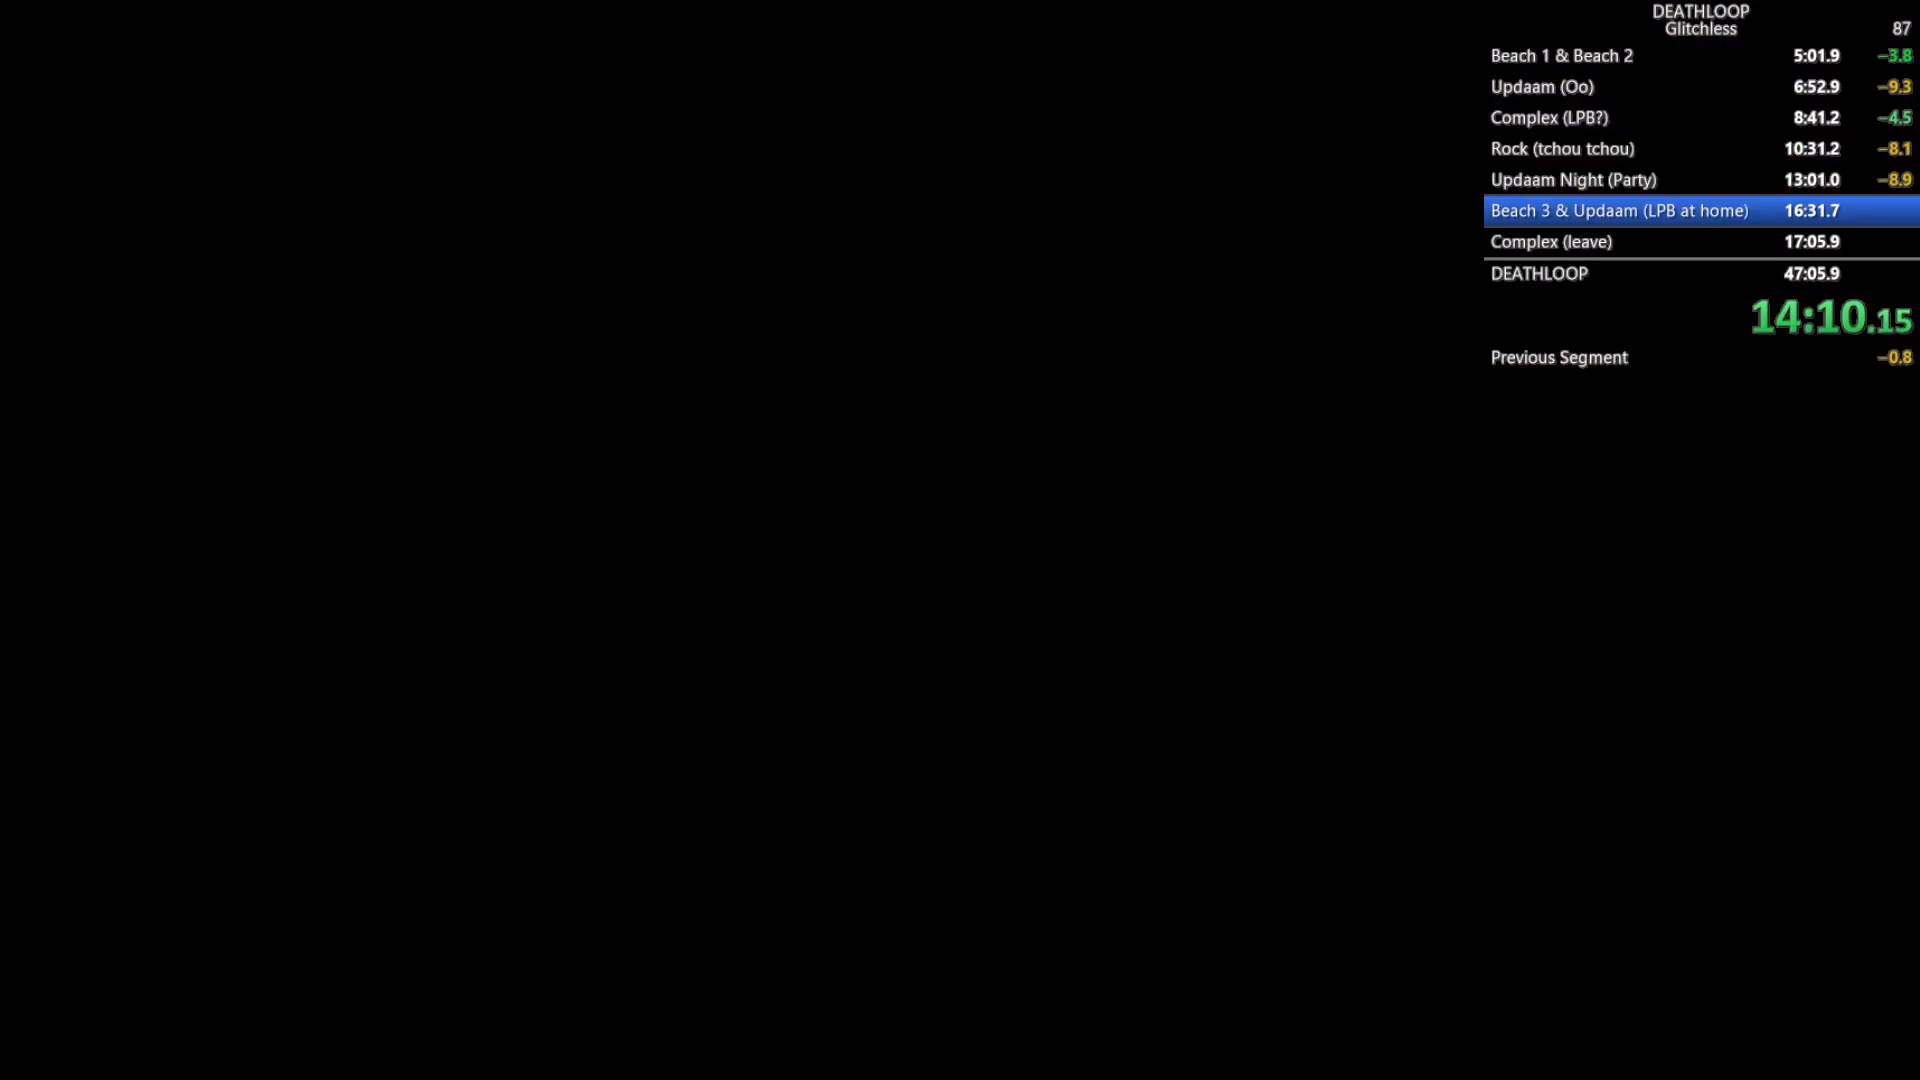 DEATHLOOP
Glitchless 87
Beach 1 & Beach 2 5:01.9 −3.8
Updaam (Oo) 6:52.9 −9.3
Complex (LPB?) 8:41.2 −4.5
Rock (tchou tchou) 10:31.2 −8.1
Updaam Night (Party) 13:01.0 −8.9
Beach 3 & Updaam (LPB at home) 16:31.7
Complex (leave) 17:05.9
DEATHLOOP 47:05.9
14:10.15
Previous Segment −0.8